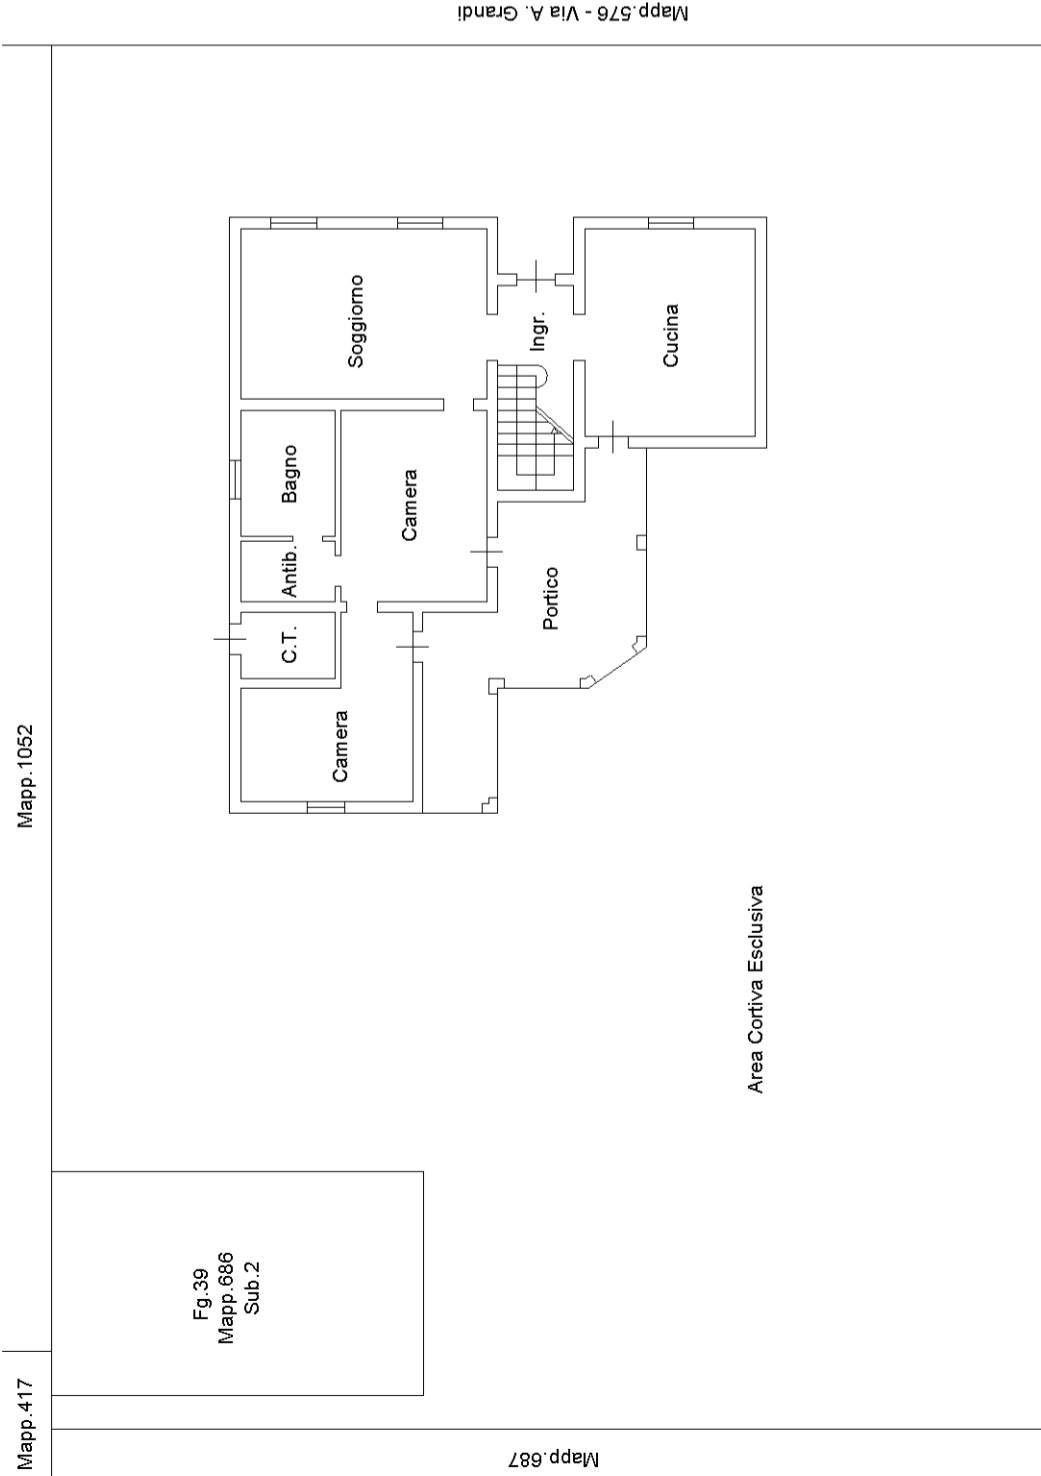 Mapp.576 - Via A. Grandi
Soggiorno
Ingr.
Cucina
Bagno
Camera
Antib.
C.T.
Portico
Camera
Mapp.1052
Area Cortiva Esclusiva
Fg.39
Mapp.686
Sub.2
Mapp.417
Mapp.687